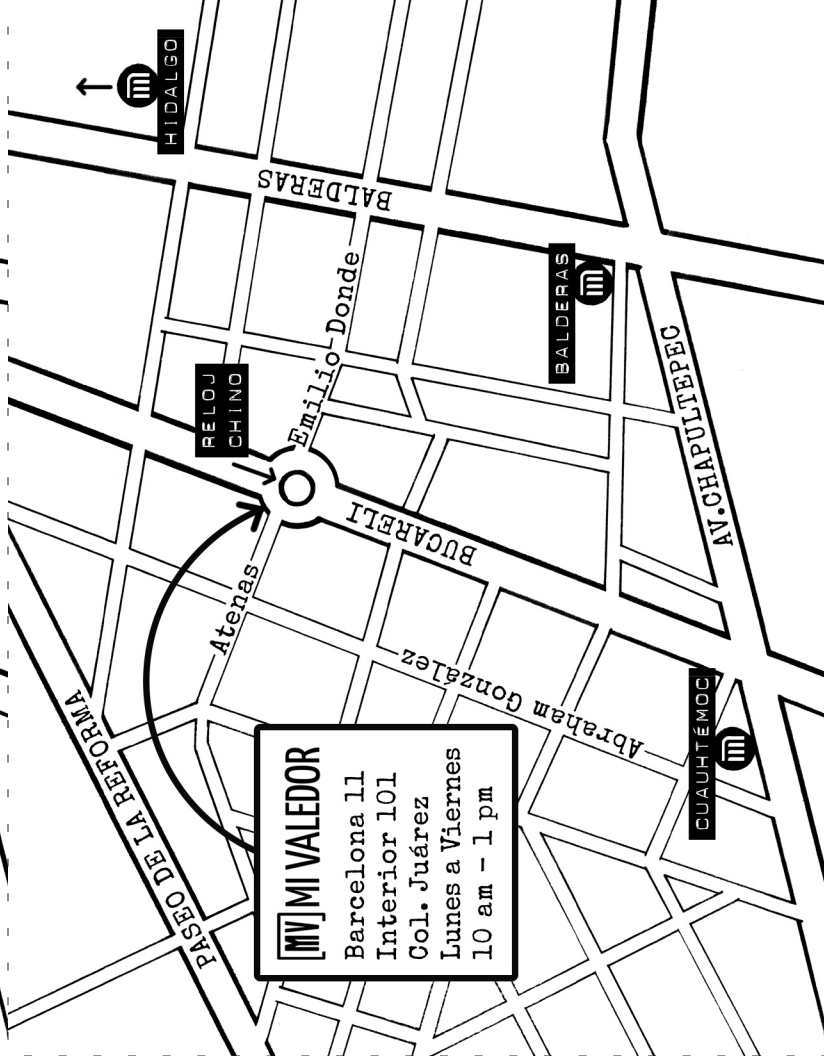 HIDALGO
BALDERAS
Emilio Donde
BALDERAS
RELOJ
CHINO
AV.CHAPULTEPEC
BUCARELI
Atenas
Abraham González
PASEO DE LA REFORMA
CUAUHTÉMOC
[MV] MI VALEDOR
Barcelona 11
Interior 101
Col. Juárez
Lunes a Viernes
10 am - 1 pm